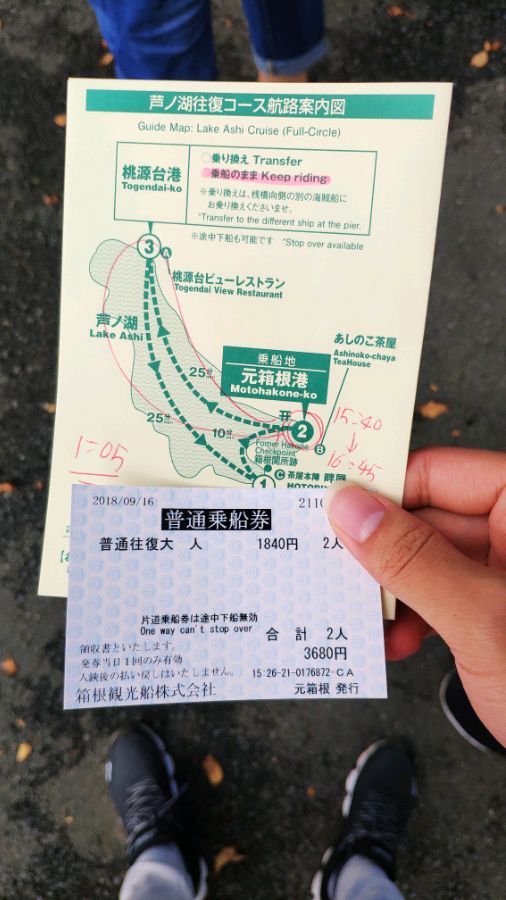 芦ノ湖往復コース航路案内図
Guide Map: Lake Ashi Cruise (Full-Circle)
桃源台港
Togendai-ko
○乗り換え Transfer
乗船のまま Keep riding
※乗り換えは、桟橋向側の別の海賊船に
お乗り換えくださいませ。
*Transfer to the different ship at the pier.
※途中下船も可能です *Stop over available
3
A
桃源台ビューレストラン
Togendai View Restaurant
芦ノ湖
Lake Ashi
あしのこ茶屋
Ashinoko-chaya
TeaHouse
乗船地
元箱根港
Motohakone-ko
25分
25分
10分
2
B
15:40
↓
16:45
1:05
Former Hakone
Checkpoint
箱根関所跡
C 茶屋本陣 畔屋
1
2018/09/16
普通乗船券
普通往復大 人 1840円 2人
片道乗船券は途中下船無効
One way can't stop over
合 計 2人
3680円
領収書といたします。
発券当日1回のみ有効
入鋏後の払い戻しはいたしません。
15:26-21-0176872-CA
箱根観光船株式会社
元箱根 発行